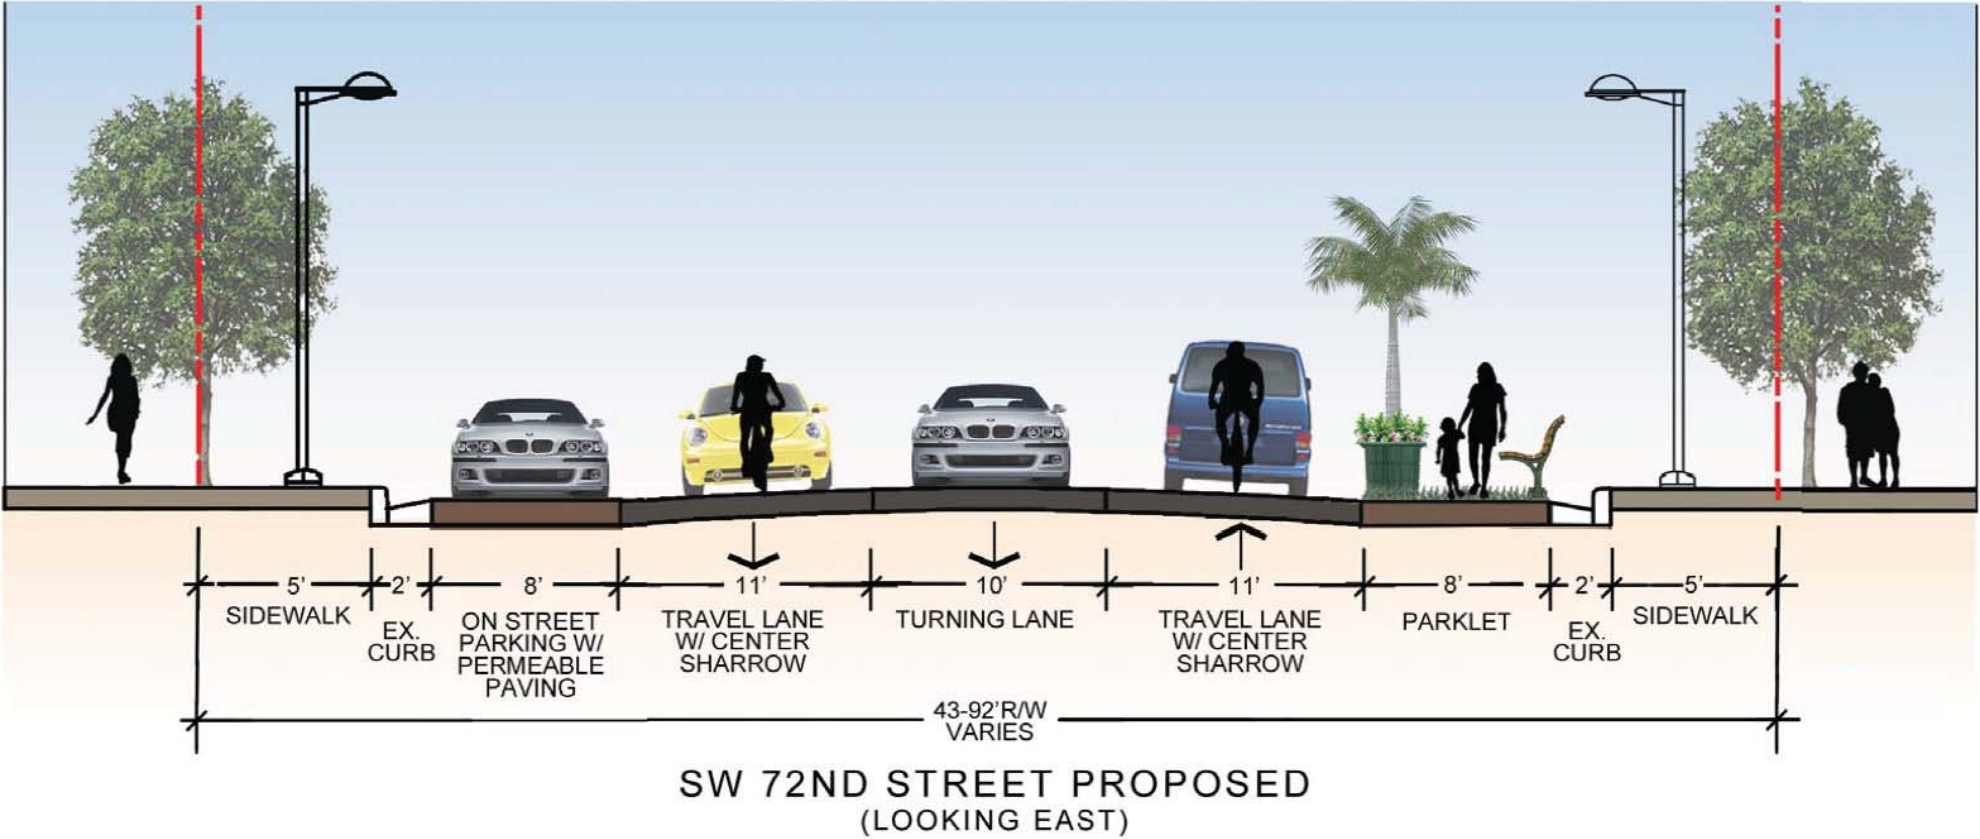 5'
SIDEWALK
2'
EX.
CURB
8'
ON STREET
PARKING W/
PERMEABLE
PAVING
11'
TRAVEL LANE
W/ CENTER
SHARROW
10'
TURNING LANE
11'
TRAVEL LANE
W/ CENTER
SHARROW
8'
PARKLET
2'
EX.
CURB
5'
SIDEWALK
43-92'R/W
VARIES
SW 72ND STREET PROPOSED
(LOOKING EAST)